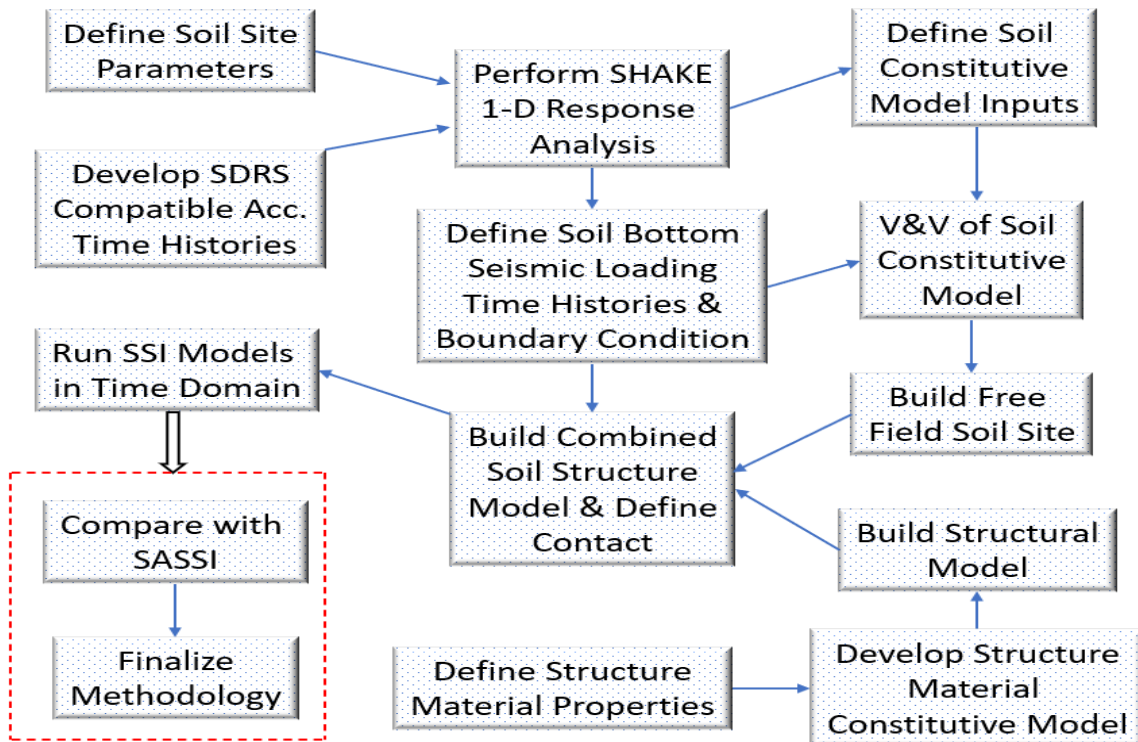 Define Soil Site
Parameters
Perform SHAKE
1-D Response
Analysis
Define Soil
Constitutive
Model Inputs
Develop SDRS
Compatible Acc.
Time Histories
Define Soil Bottom
Seismic Loading
Time Histories &
Boundary Condition
V&V of Soil
Constitutive
Model
Run SSI Models
in Time Domain
Build Free
Field Soil Site
Build Combined
Soil Structure
Model & Define
Contact
Compare with
SASSI
Build Structural
Model
Finalize
Methodology
Define Structure
Material Properties
Develop Structure
Material
Constitutive Model